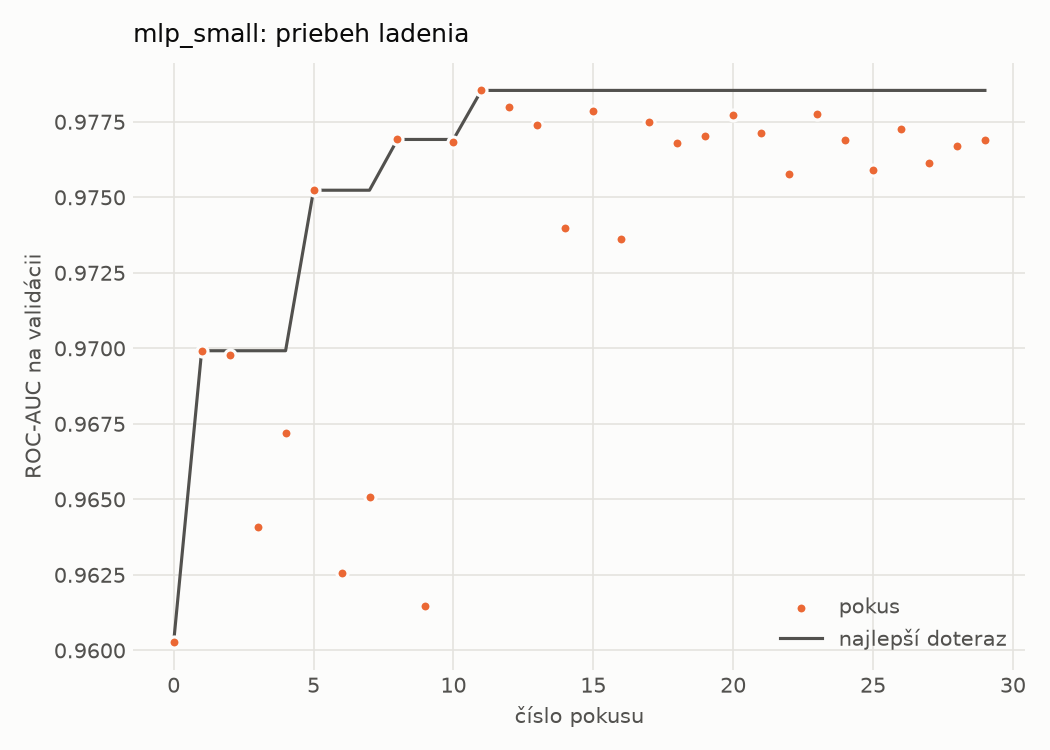 mlp_small: priebeh ladenia
ROC-AUC na validácii
0.9775
0.9750
0.9725
0.9700
0.9675
0.9650
0.9625
0.9600
pokus
najlepší doteraz
0 5 10 15 20 25 30
číslo pokusu